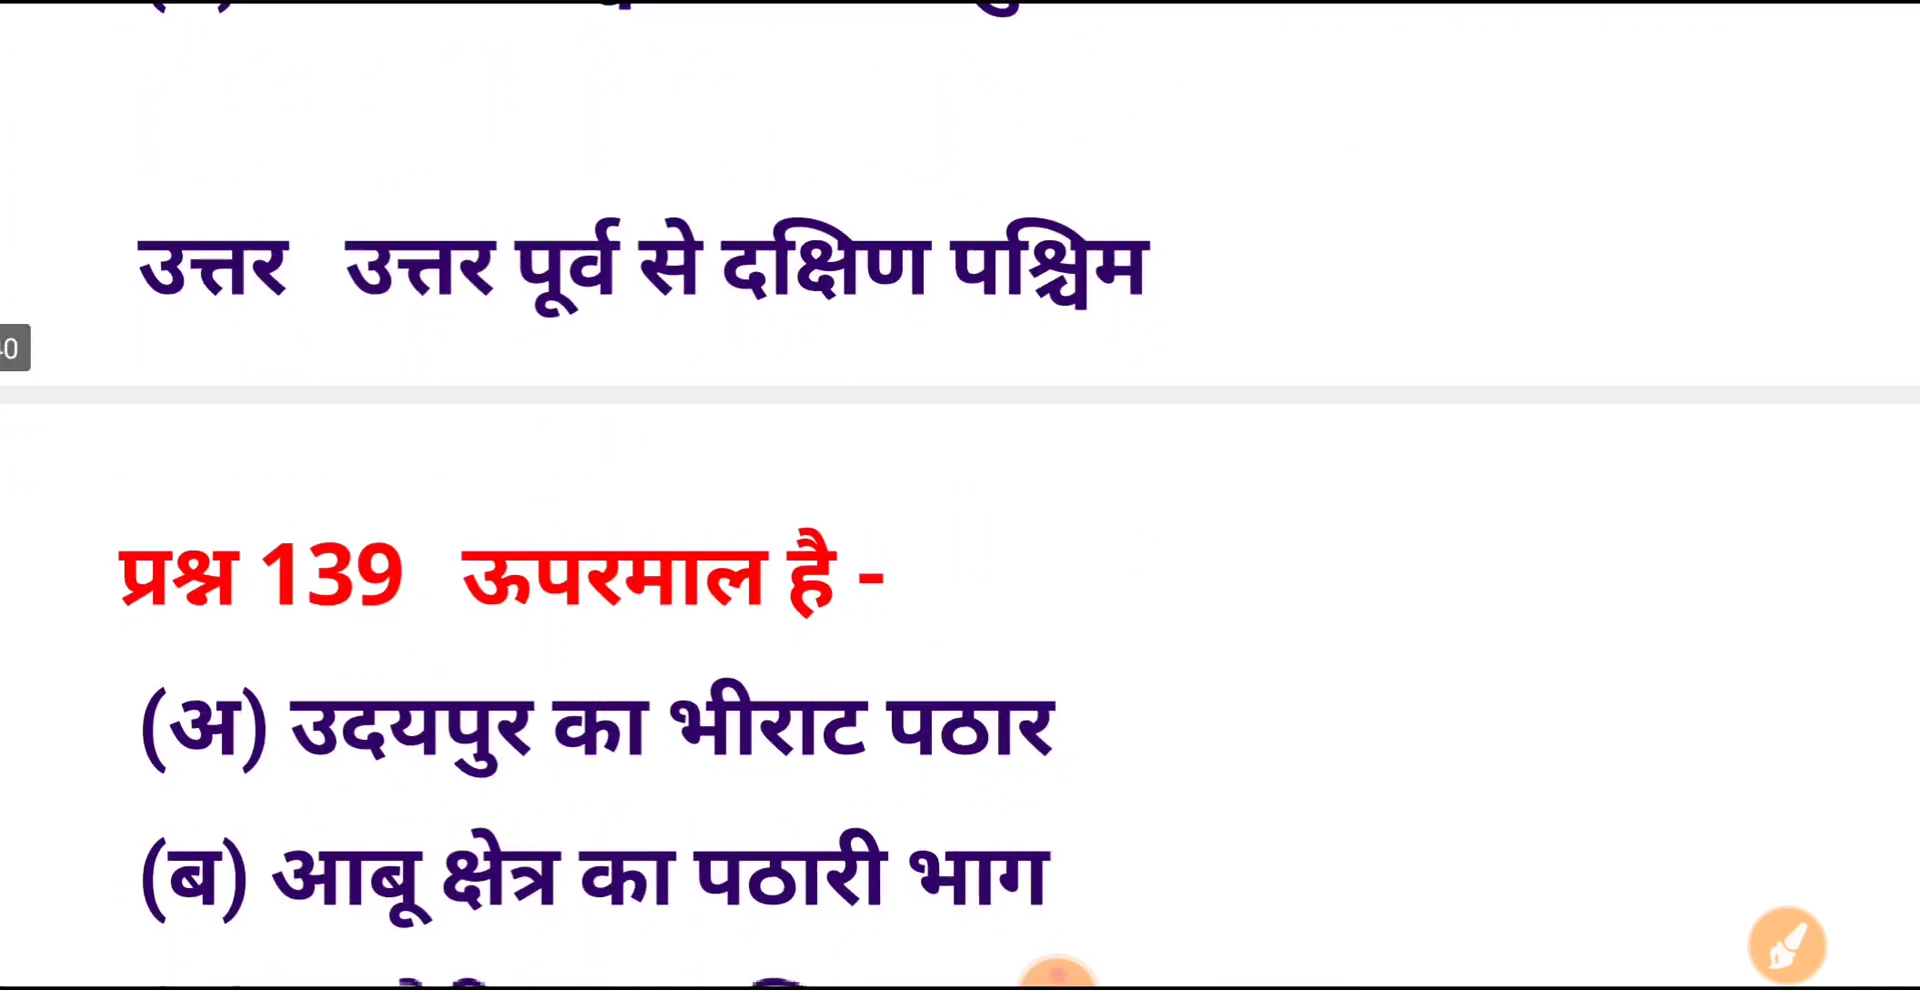 उत्तर उत्तर पूर्व से दक्षिण पश्चिम
प्रश्न 139 ऊपरमाल है -
(अ) उदयपुर का भीराट पठार
(ब) आबू क्षेत्र का पठारी भाग